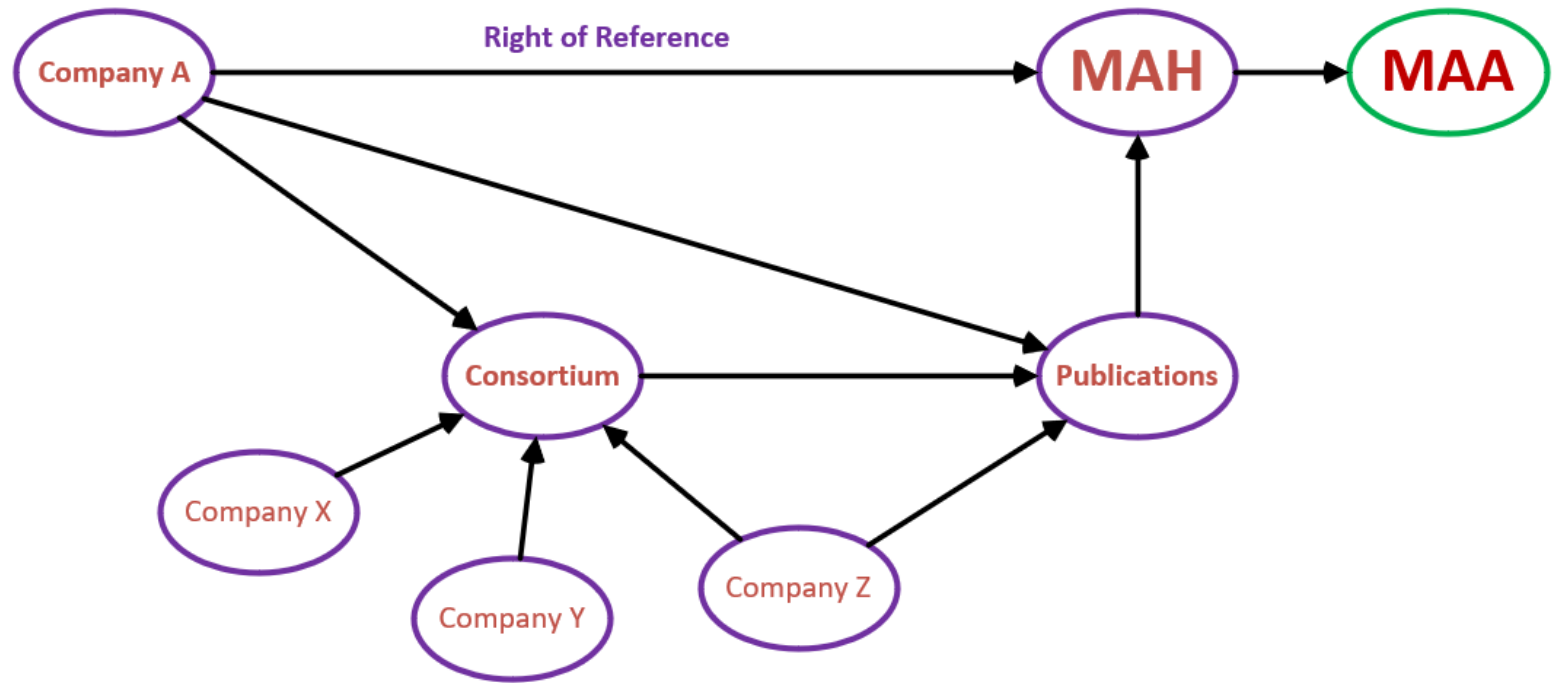 Right of Reference
Company A
MAH
MAA
Consortium
Publications
Company X
Company Z
Company Y